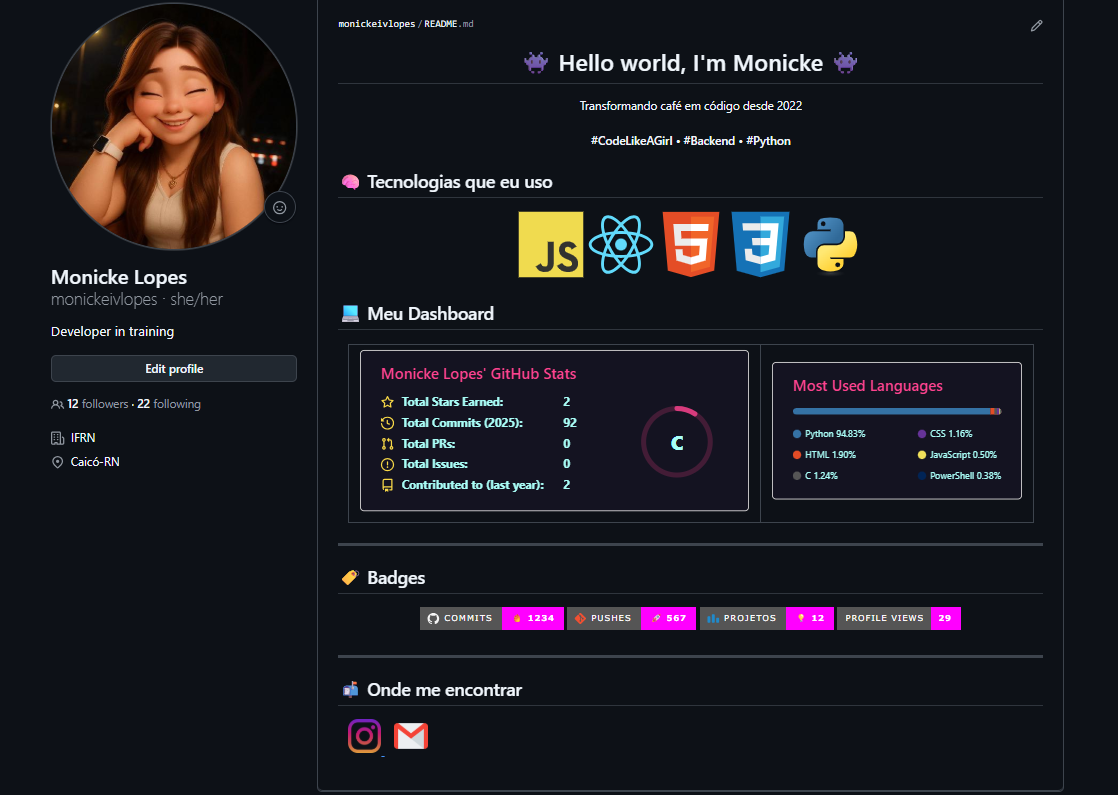 Monicke Lopes
monickeivlopes · she/her
Developer in training
Edit profile
12 followers · 22 following
IFRN
Caicó-RN
monickeivlopes/README.md
Hello world, I'm Monicke
Transformando café em código desde 2022
#CodeLikeAGirl • #Backend • #Python
Tecnologias que eu uso
JS
5
3
Meu Dashboard
Monicke Lopes' GitHub Stats
Total Stars Earned: 2
Total Commits (2025): 92
Total PRs: 0
Total Issues: 0
Contributed to (last year): 2
C
Most Used Languages
Python 94.83%
HTML 1.90%
C 1.24%
CSS 1.16%
JavaScript 0.50%
PowerShell 0.38%
Badges
COMMITS 1234 PUSHES 567 PROJETOS 12 PROFILE VIEWS 29
Onde me encontrar